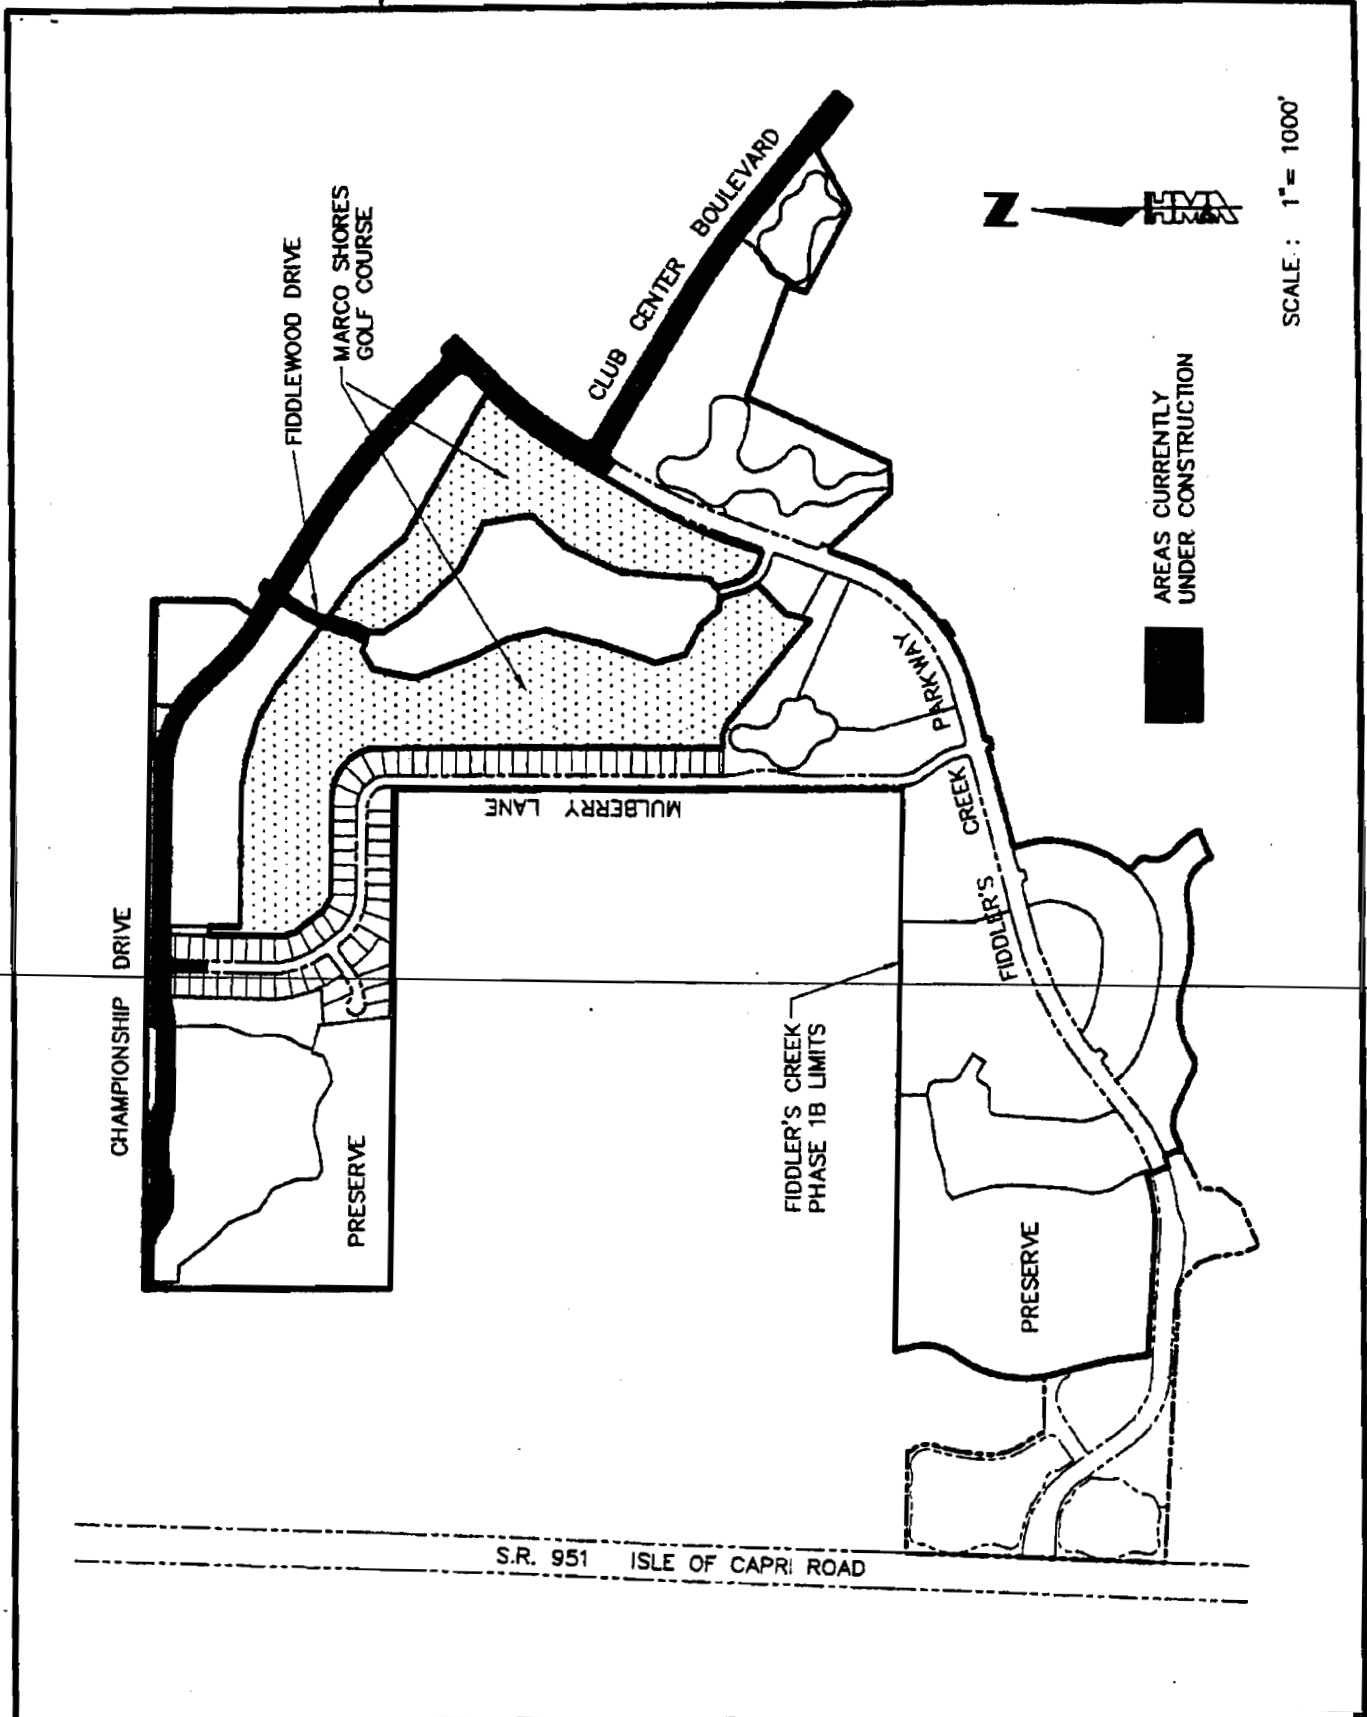 CHAMPIONSHIP DRIVE
FIDDLEWOOD DRIVE
MARCO SHORES
GOLF COURSE
CLUB CENTER BOULEVARD
MULBERRY LANE
PRESERVE
FIDDLER'S CREEK
PHASE 1B LIMITS
FIDDLER'S CREEK PARKWAY
PRESERVE
S.R. 951 ISLE OF CAPRI ROAD
AREAS CURRENTLY
UNDER CONSTRUCTION
N
HMA
SCALE: 1"= 1000'